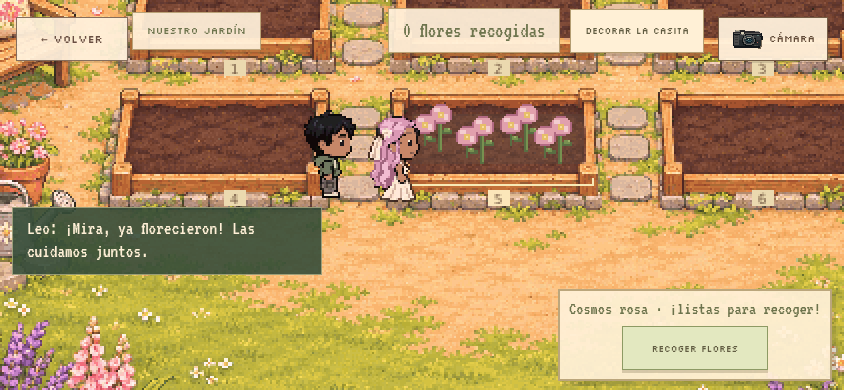 ← VOLVER
NUESTRO JARDÍN
0 flores recogidas
DECORAR LA CASITA
CÁMARA
1
2
3
4
5
6
Leo: ¡Mira, ya florecieron! Las
cuidamos juntos.
Cosmos rosa · ¡listas para recoger!
RECOGER FLORES